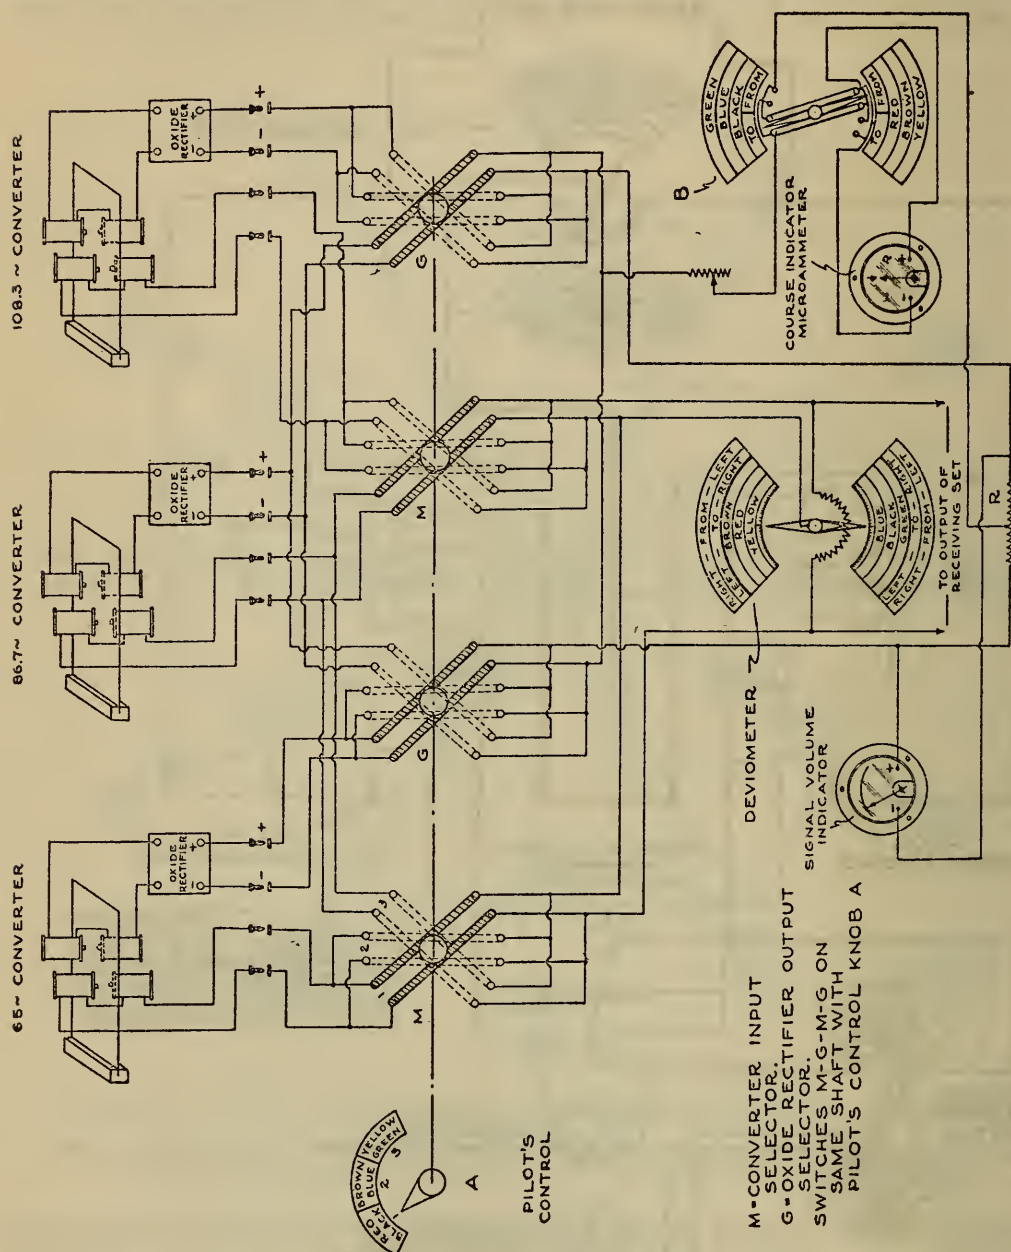 108.3 ~ CONVERTER
86.7~ CONVERTER
65~ CONVERTER
OXIDE
RECTIFIER
+
-
+
-
OXIDE
RECTIFIER
+
-
+
-
OXIDE
RECTIFIER
+
-
+
-
G
M
G
M
1
2
3
GREEN
BLUE
BLACK
TO FROM
TO FROM
RED
BROWN
YELLOW
B
COURSE INDICATOR
MICROAMMETER
R
+
-
RIGHT - FROM - LEFT
LEFT - TO - RIGHT
BROWN
RED
YELLOW
BLUE
BLACK
GREEN
LEFT - TO - RIGHT
RIGHT - FROM - LEFT
DEVIOMETER
TO OUTPUT OF
RECEIVING SET
R
SIGNAL VOLUME
INDICATOR
+
-
RED
BLACK
1
BROWN
BLUE
2
YELLOW
GREEN
3
A
PILOT'S
CONTROL
M-CONVERTER INPUT
SELECTOR.
G-OXIDE RECTIFIER OUTPUT
SELECTOR.
SWITCHES M-G-M-G ON
SAME SHAFT WITH
PILOT'S CONTROL KNOB A